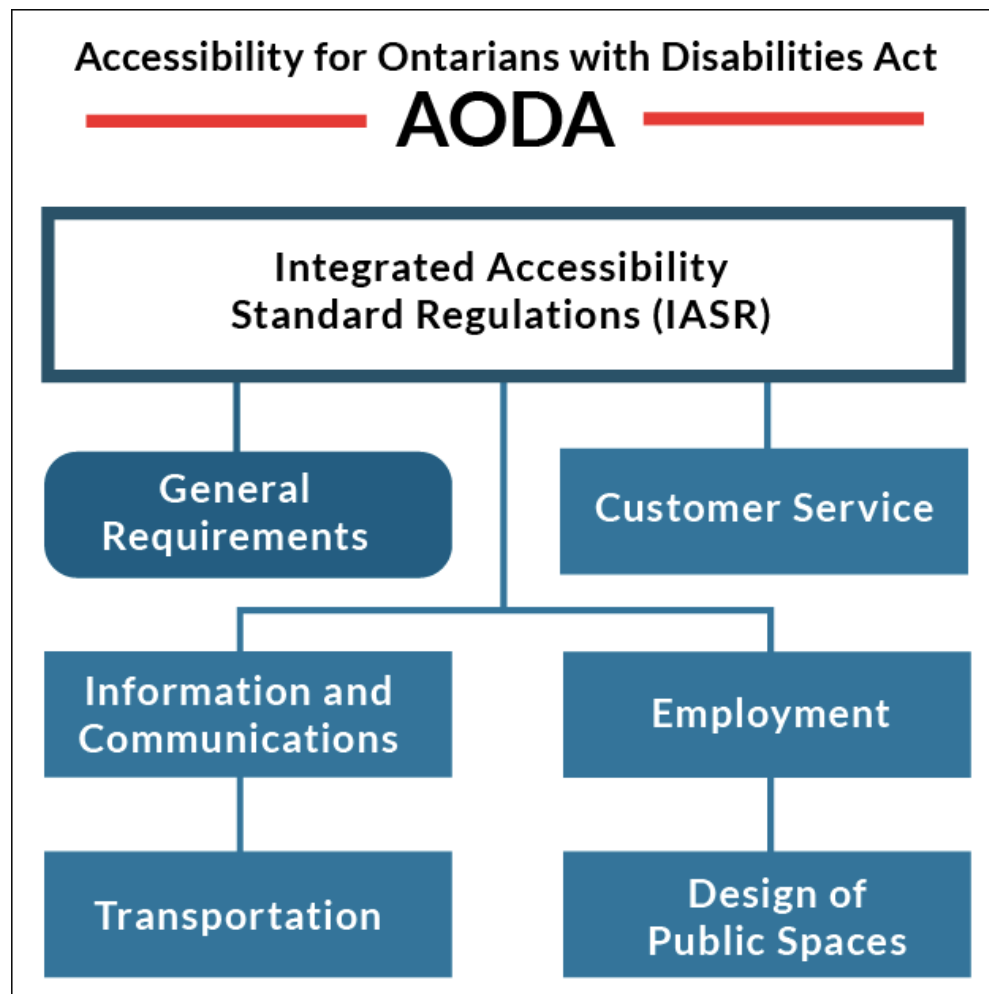 Accessibility for Ontarians with Disabilities Act
AODA
Integrated Accessibility
Standard Regulations (IASR)
General
Requirements
Customer Service
Information and
Communications
Employment
Transportation
Design of
Public Spaces